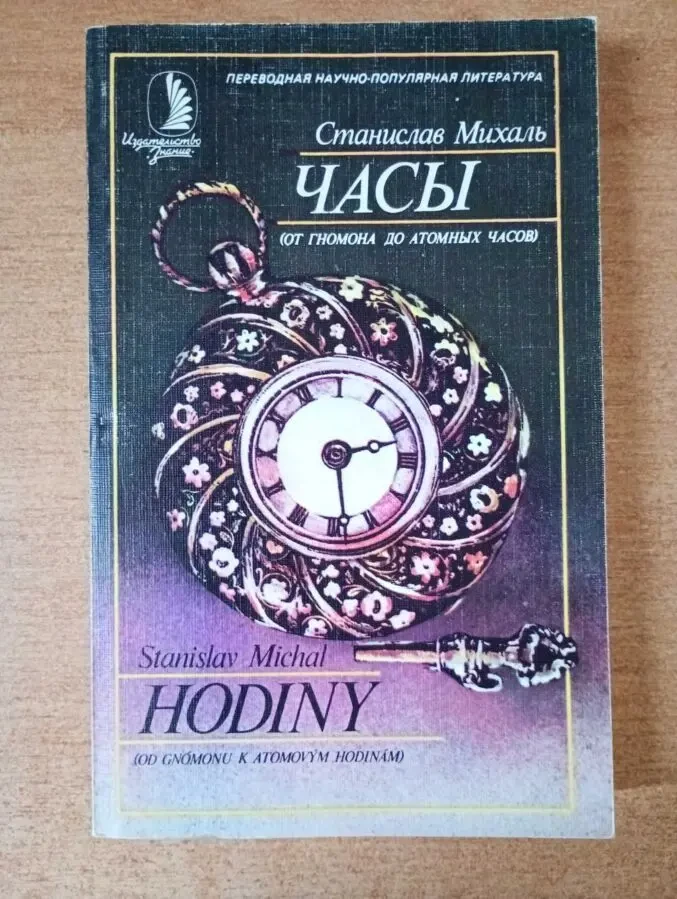 ПЕРЕВОДНАЯ НАУЧНО-ПОПУЛЯРНАЯ ЛИТЕРАТУРА
Издательство
·Знание·
Станислав Михаль
ЧАСЫ
(ОТ ГНОМОНА ДО АТОМНЫХ ЧАСОВ)
Stanislav Michal
HODINY
(OD GNÓMONU K ATOMOVÝM HODINÁM)